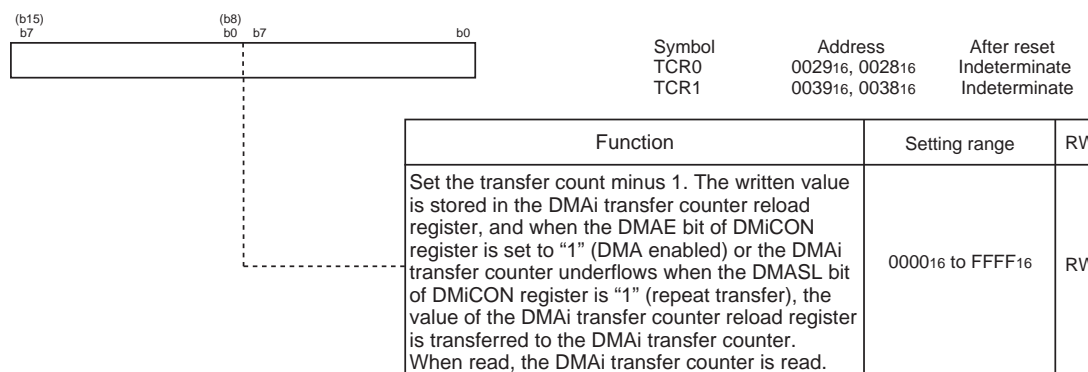 (b15) (b8)
b7 b0 b7 b0
Symbol Address After reset
TCR0 002916, 002816 Indeterminate
TCR1 003916, 003816 Indeterminate
Function Setting range RW
Set the transfer count minus 1. The written value
is stored in the DMAi transfer counter reload
register, and when the DMAE bit of DMiCON
register is set to “1” (DMA enabled) or the DMAi
transfer counter underflows when the DMASL bit
of DMiCON register is “1” (repeat transfer), the
value of the DMAi transfer counter reload register
is transferred to the DMAi transfer counter.
When read, the DMAi transfer counter is read.
000016 to FFFF16 RW